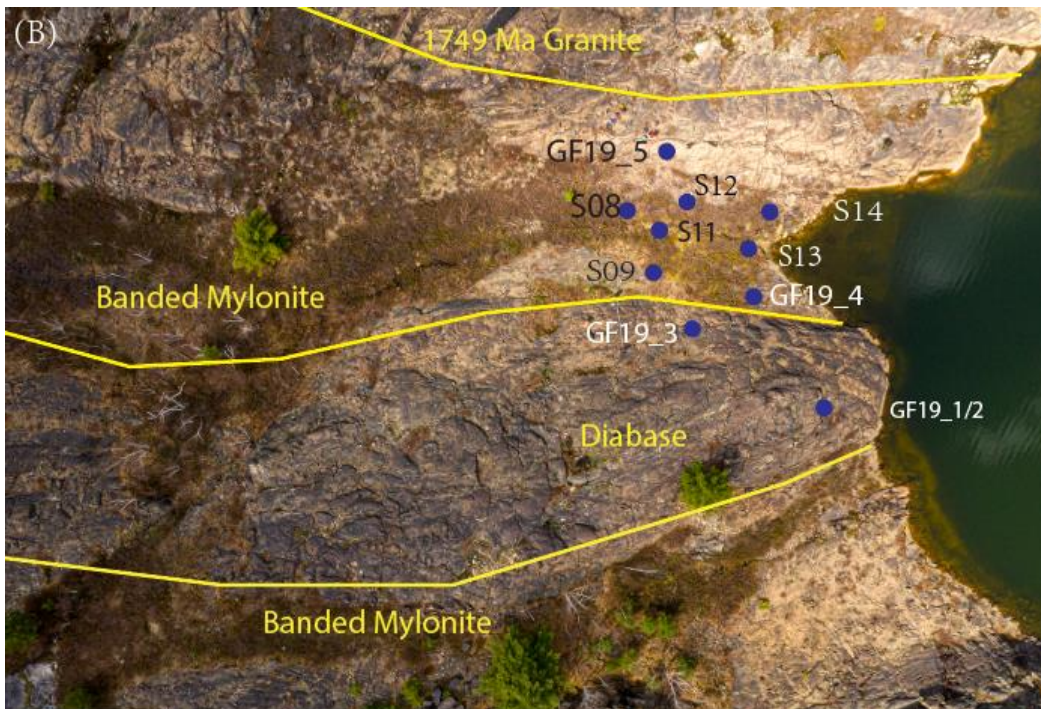 (B)
1749 Ma Granite
GF19_5
S12
S08
S14
S11
S13
S09
Banded Mylonite
GF19_4
GF19_3
GF19_1/2
Diabase
Banded Mylonite